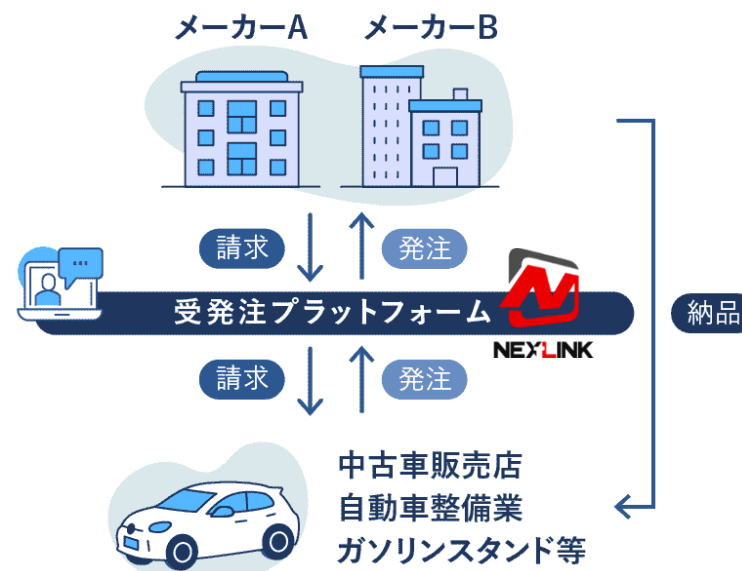 メーカーA
メーカーB
請求
発注
受発注プラットフォーム
NEXLINK
納品
請求
発注
中古車販売店
自動車整備業
ガソリンスタンド等